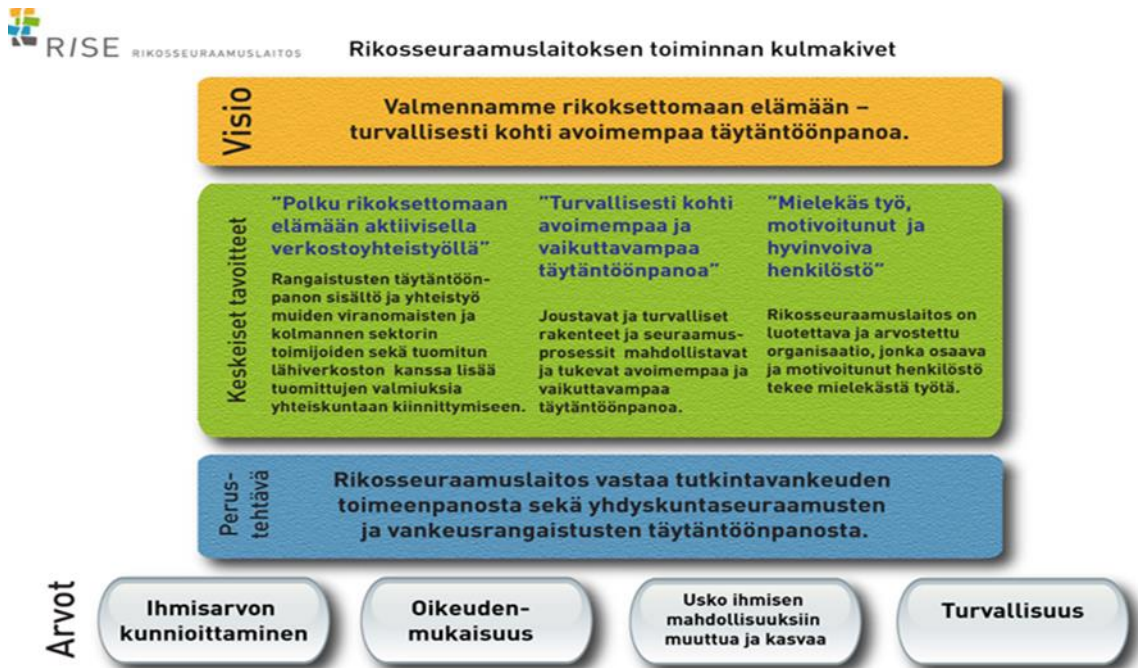 RISE RIKOSSEURAAMUSLAITOS
Rikosseuraamuslaitoksen toiminnan kulmakivet
Visio
Valmennamme rikoksettomaan elämään –
turvallisesti kohti avoimempaa täytäntöönpanoa.
Keskeiset tavoitteet
"Polku rikoksettomaan
elämään aktiivisella
verkostoyhteistyöllä"
Rangaistusten täytäntöön-
panon sisältö ja yhteistyö
muiden viranomaisten ja
kolmannen sektorin
toimijoiden sekä tuomitun
lähiverkoston kanssa lisää
tuomittujen valmiuksia
yhteiskuntaan kiinnittymiseen.
"Turvallisesti kohti
avoimempaa ja
vaikuttavampaa
täytäntöönpanoa"
Joustavat ja turvalliset
rakenteet ja seuraamus-
prosessit mahdollistavat
ja tukevat avoimempaa ja
vaikuttavampaa
täytäntöönpanoa.
"Mielekäs työ,
motivoitunut ja
hyvinvoiva
henkilöstö"
Rikosseuraamuslaitos on
luotettava ja arvostettu
organisaatio, jonka osaava
ja motivoitunut henkilöstö
tekee mielekästä työtä.
Perus-
tehtävä
Rikosseuraamuslaitos vastaa tutkintavankeuden
toimeenpanosta sekä yhdyskuntaseuraamusten
ja vankeusrangaistusten täytäntöönpanosta.
Arvot
Ihmisarvon
kunnioittaminen
Oikeuden-
mukaisuus
Usko ihmisen
mahdollisuuksiin
muuttua ja kasvaa
Turvallisuus